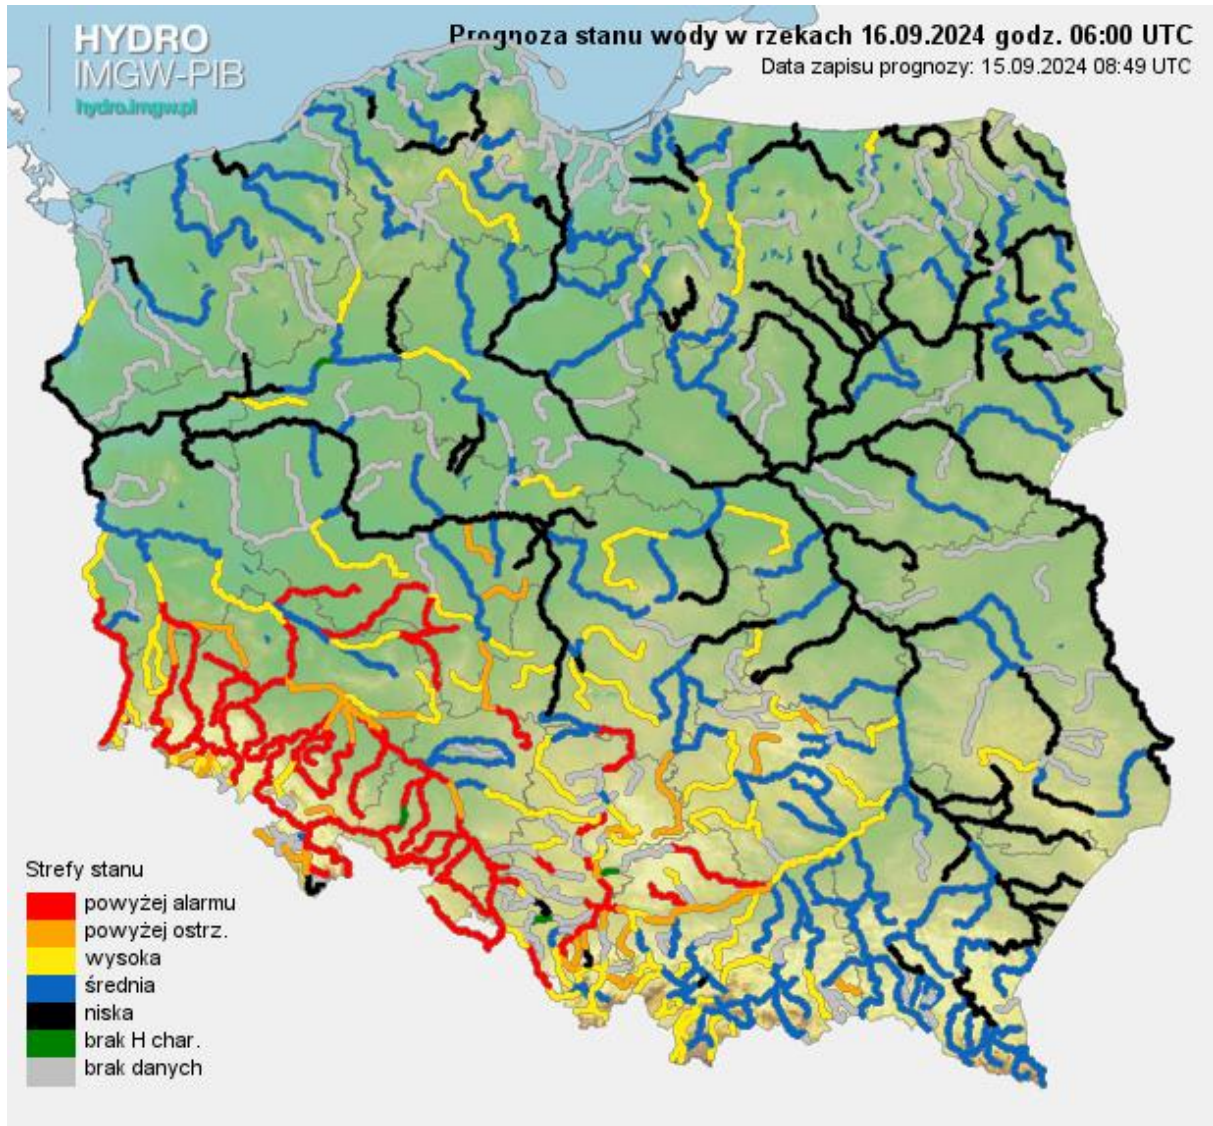 HYDRO
IMGW-PIB
hydro.imgw.pl
Prognoza stanu wody w rzekach 16.09.2024 godz. 06:00 UTC
Data zapisu prognozy: 15.09.2024 08:49 UTC
Strefy stanu
powyżej alarmu
powyżej ostrz.
wysoka
średnia
niska
brak H char.
brak danych